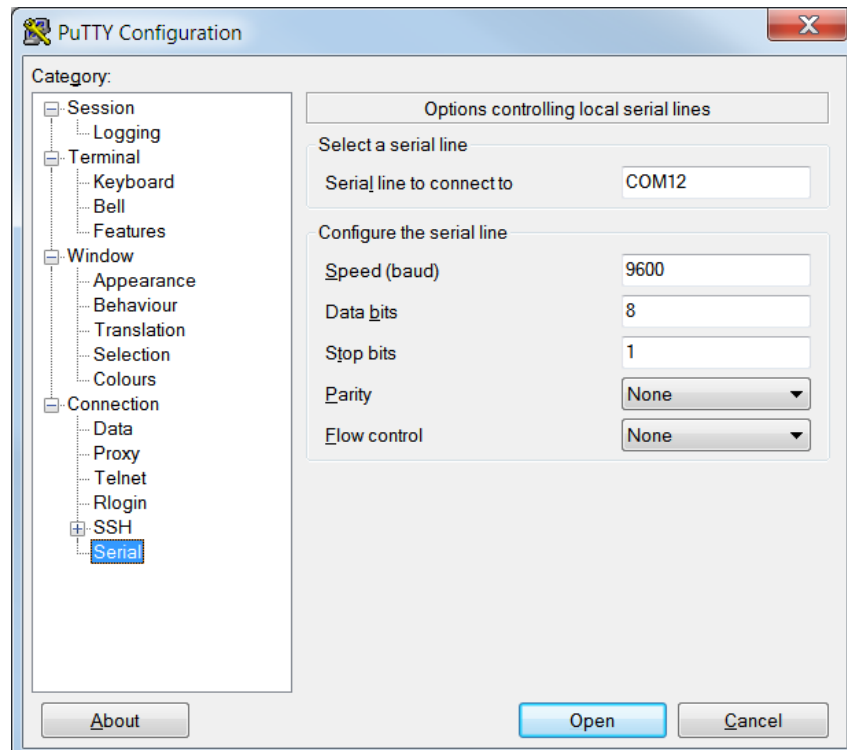 PuTTY Configuration
X
Category:
Session
Logging
Terminal
Keyboard
Bell
Features
Window
Appearance
Behaviour
Translation
Selection
Colours
Connection
Data
Proxy
Telnet
Rlogin
SSH
Serial
Options controlling local serial lines
Select a serial line
Serial line to connect to COM12
Configure the serial line
Speed (baud) 9600
Data bits 8
Stop bits 1
Parity None
Flow control None
About Open Cancel